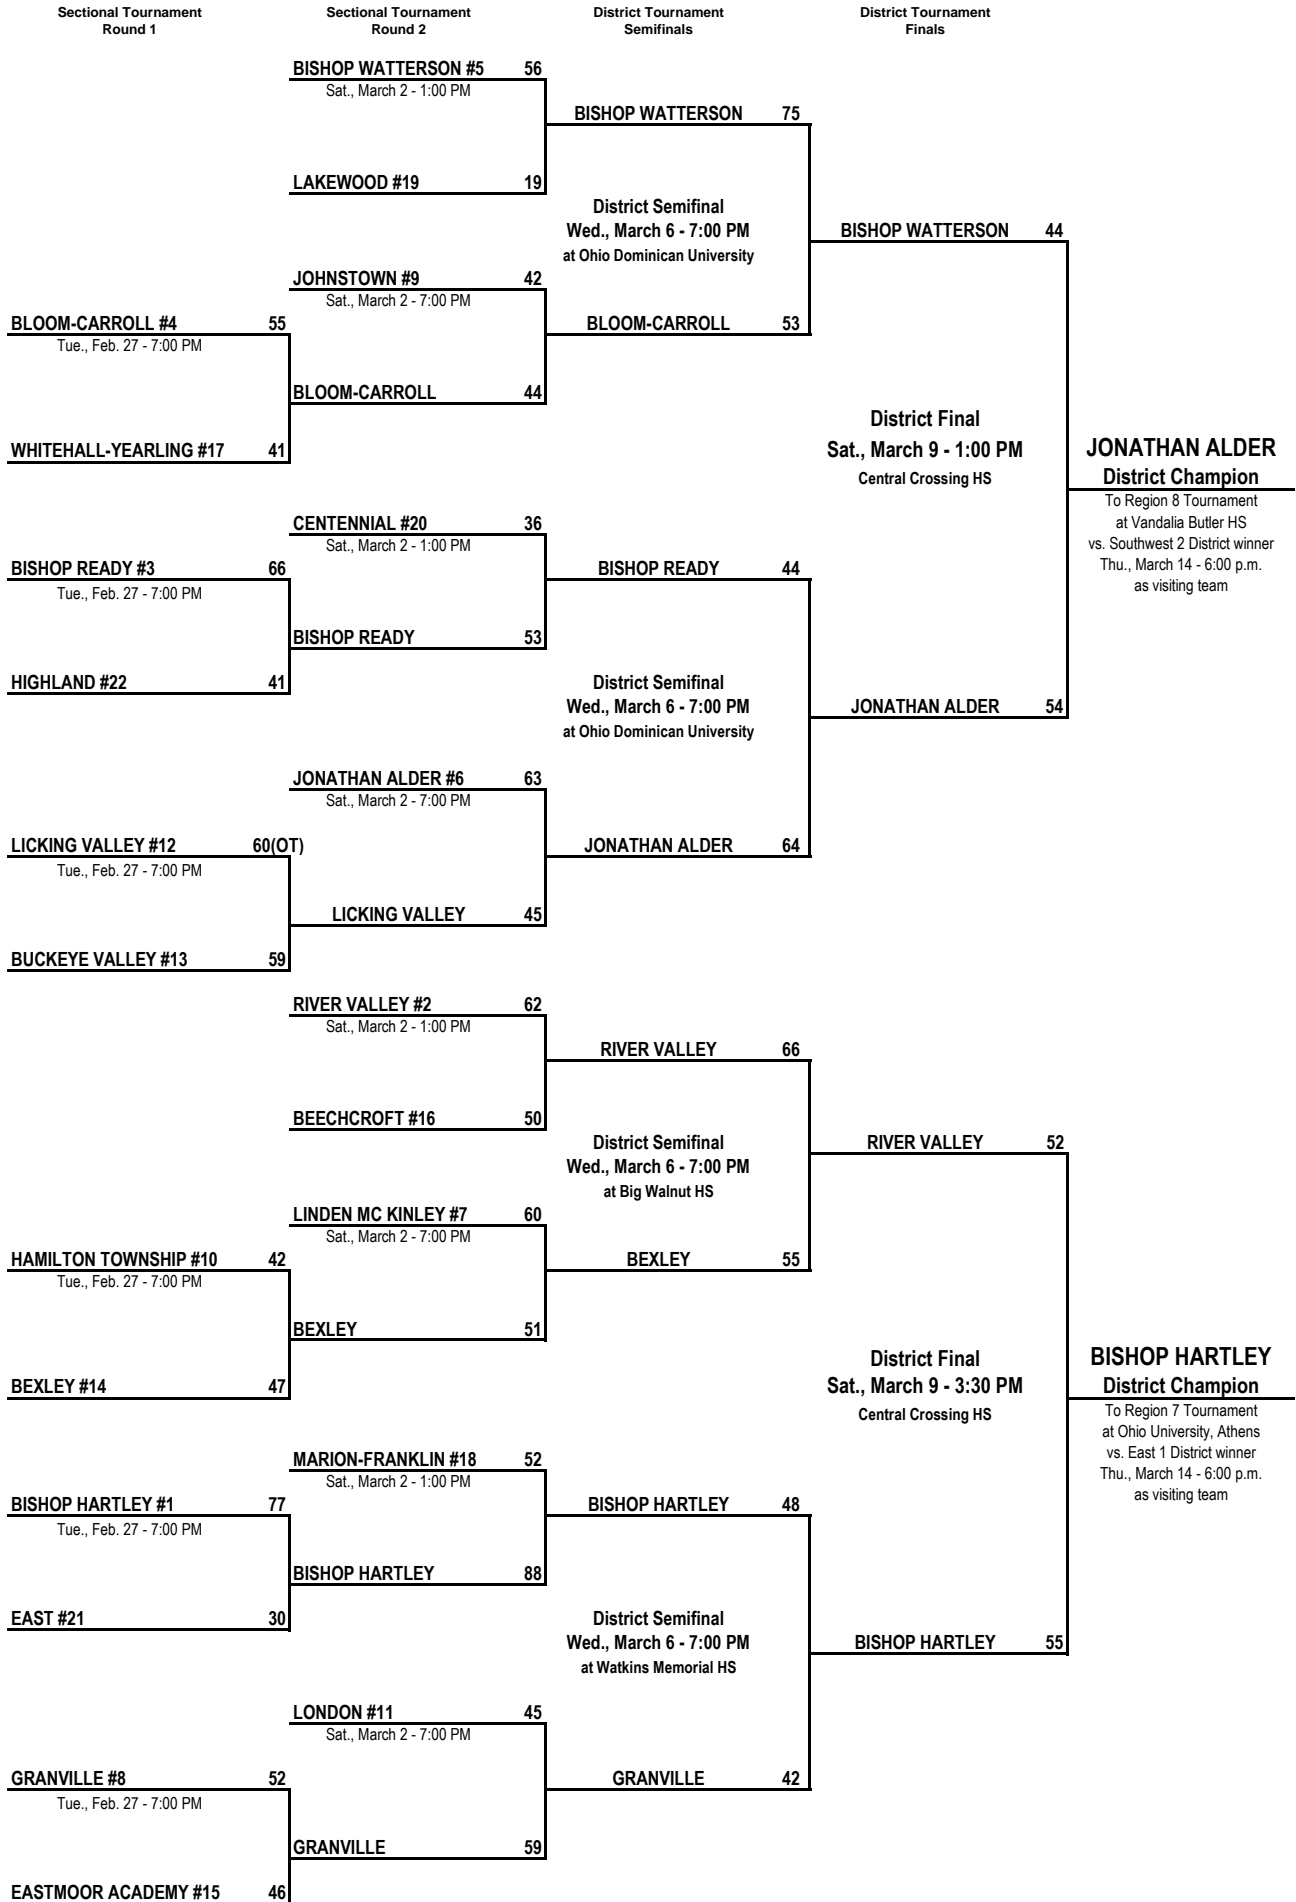 Sectional Tournament
Round 1
Sectional Tournament
Round 2
District Tournament
Semifinals
District Tournament
Finals
BISHOP WATTERSON #5 56
Sat., March 2 - 1:00 PM
BISHOP WATTERSON 75
LAKEWOOD #19 19
District Semifinal
Wed., March 6 - 7:00 PM
at Ohio Dominican University
BISHOP WATTERSON 44
JOHNSTOWN #9 42
Sat., March 2 - 7:00 PM
BLOOM-CARROLL #4 55
Tue., Feb. 27 - 7:00 PM
BLOOM-CARROLL 53
BLOOM-CARROLL 44
WHITEHALL-YEARLING #17 41
District Final
Sat., March 9 - 1:00 PM
Central Crossing HS
JONATHAN ALDER
District Champion
To Region 8 Tournament
at Vandalia Butler HS
vs. Southwest 2 District winner
Thu., March 14 - 6:00 p.m.
as visiting team
CENTENNIAL #20 36
Sat., March 2 - 1:00 PM
BISHOP READY #3 66
Tue., Feb. 27 - 7:00 PM
BISHOP READY 44
BISHOP READY 53
HIGHLAND #22 41
District Semifinal
Wed., March 6 - 7:00 PM
at Ohio Dominican University
JONATHAN ALDER 54
JONATHAN ALDER #6 63
Sat., March 2 - 7:00 PM
LICKING VALLEY #12 60(OT)
Tue., Feb. 27 - 7:00 PM
JONATHAN ALDER 64
LICKING VALLEY 45
BUCKEYE VALLEY #13 59
RIVER VALLEY #2 62
Sat., March 2 - 1:00 PM
RIVER VALLEY 66
BEECHCROFT #16 50
District Semifinal
Wed., March 6 - 7:00 PM
at Big Walnut HS
RIVER VALLEY 52
LINDEN MC KINLEY #7 60
Sat., March 2 - 7:00 PM
HAMILTON TOWNSHIP #10 42
Tue., Feb. 27 - 7:00 PM
BEXLEY 55
BEXLEY 51
BEXLEY #14 47
District Final
Sat., March 9 - 3:30 PM
Central Crossing HS
BISHOP HARTLEY
District Champion
To Region 7 Tournament
at Ohio University, Athens
vs. East 1 District winner
Thu., March 14 - 6:00 p.m.
as visiting team
MARION-FRANKLIN #18 52
Sat., March 2 - 1:00 PM
BISHOP HARTLEY #1 77
Tue., Feb. 27 - 7:00 PM
BISHOP HARTLEY 48
BISHOP HARTLEY 88
EAST #21 30
District Semifinal
Wed., March 6 - 7:00 PM
at Watkins Memorial HS
BISHOP HARTLEY 55
LONDON #11 45
Sat., March 2 - 7:00 PM
GRANVILLE #8 52
Tue., Feb. 27 - 7:00 PM
GRANVILLE 42
GRANVILLE 59
EASTMOOR ACADEMY #15 46